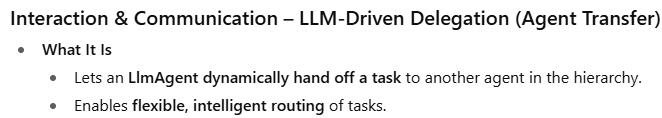 Interaction & Communication – LLM-Driven Delegation (Agent Transfer)
What It Is
Lets an LlmAgent dynamically hand off a task to another agent in the hierarchy.
Enables flexible, intelligent routing of tasks.